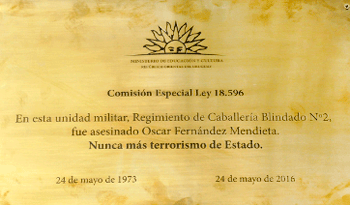 MINISTERIO DE EDUCACIÓN Y CULTURA
Comisión Especial Ley 18.596
En esta unidad militar, Regimiento de Caballería Blindado Nº2,
fue asesinado Oscar Fernández Mendieta.
Nunca más terrorismo de Estado.
24 de mayo de 1973 24 de mayo de 2016